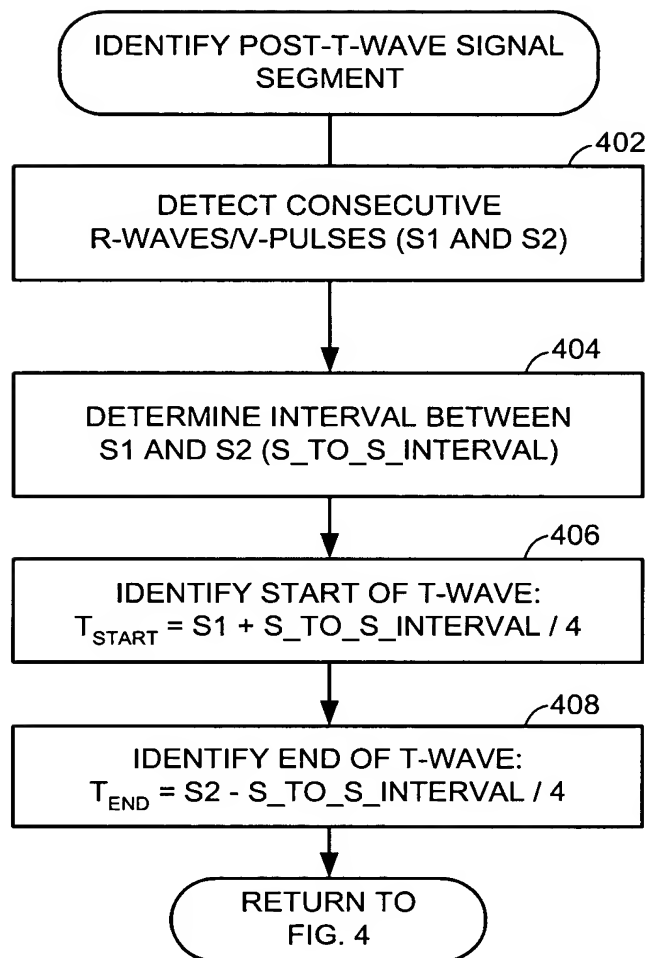 IDENTIFY POST-T-WAVE SIGNAL
SEGMENT
402
DETECT CONSECUTIVE
R-WAVES/V-PULSES (S1 AND S2)
404
DETERMINE INTERVAL BETWEEN
S1 AND S2 (S_TO_S_INTERVAL)
406
IDENTIFY START OF T-WAVE:
T_START = S1 + S_TO_S_INTERVAL / 4
408
IDENTIFY END OF T-WAVE:
T_END = S2 - S_TO_S_INTERVAL / 4
RETURN TO
FIG. 4